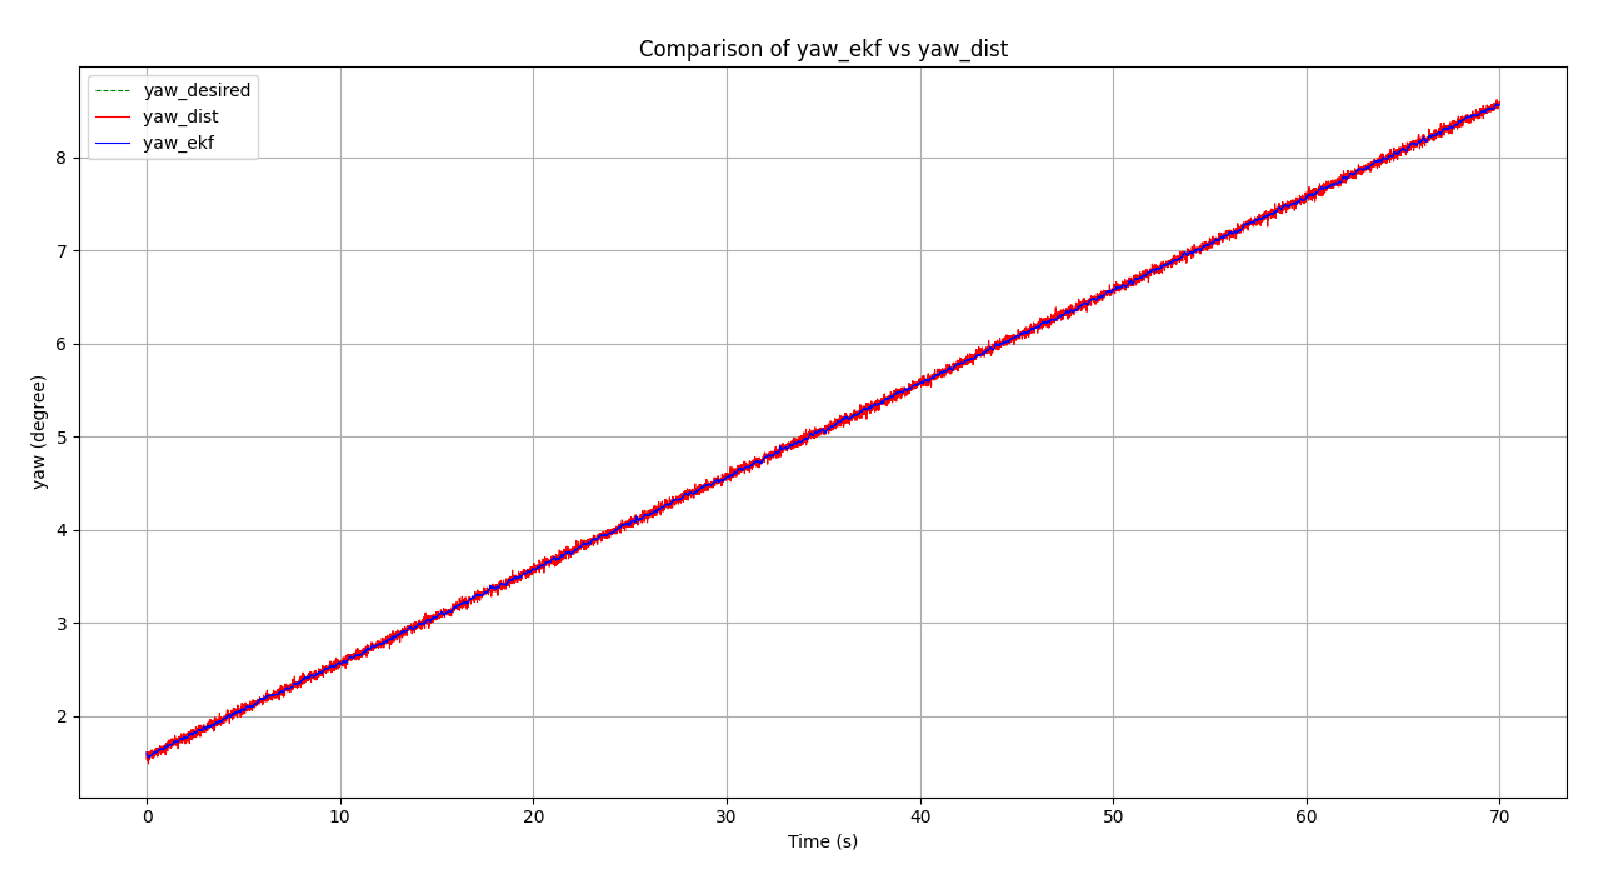 Comparison of yaw_ekf vs yaw_dist
yaw_desired
yaw_dist
yaw_ekf
8
7
6
5
4
3
2
yaw (degree)
0 10 20 30 40 50 60 70
Time (s)